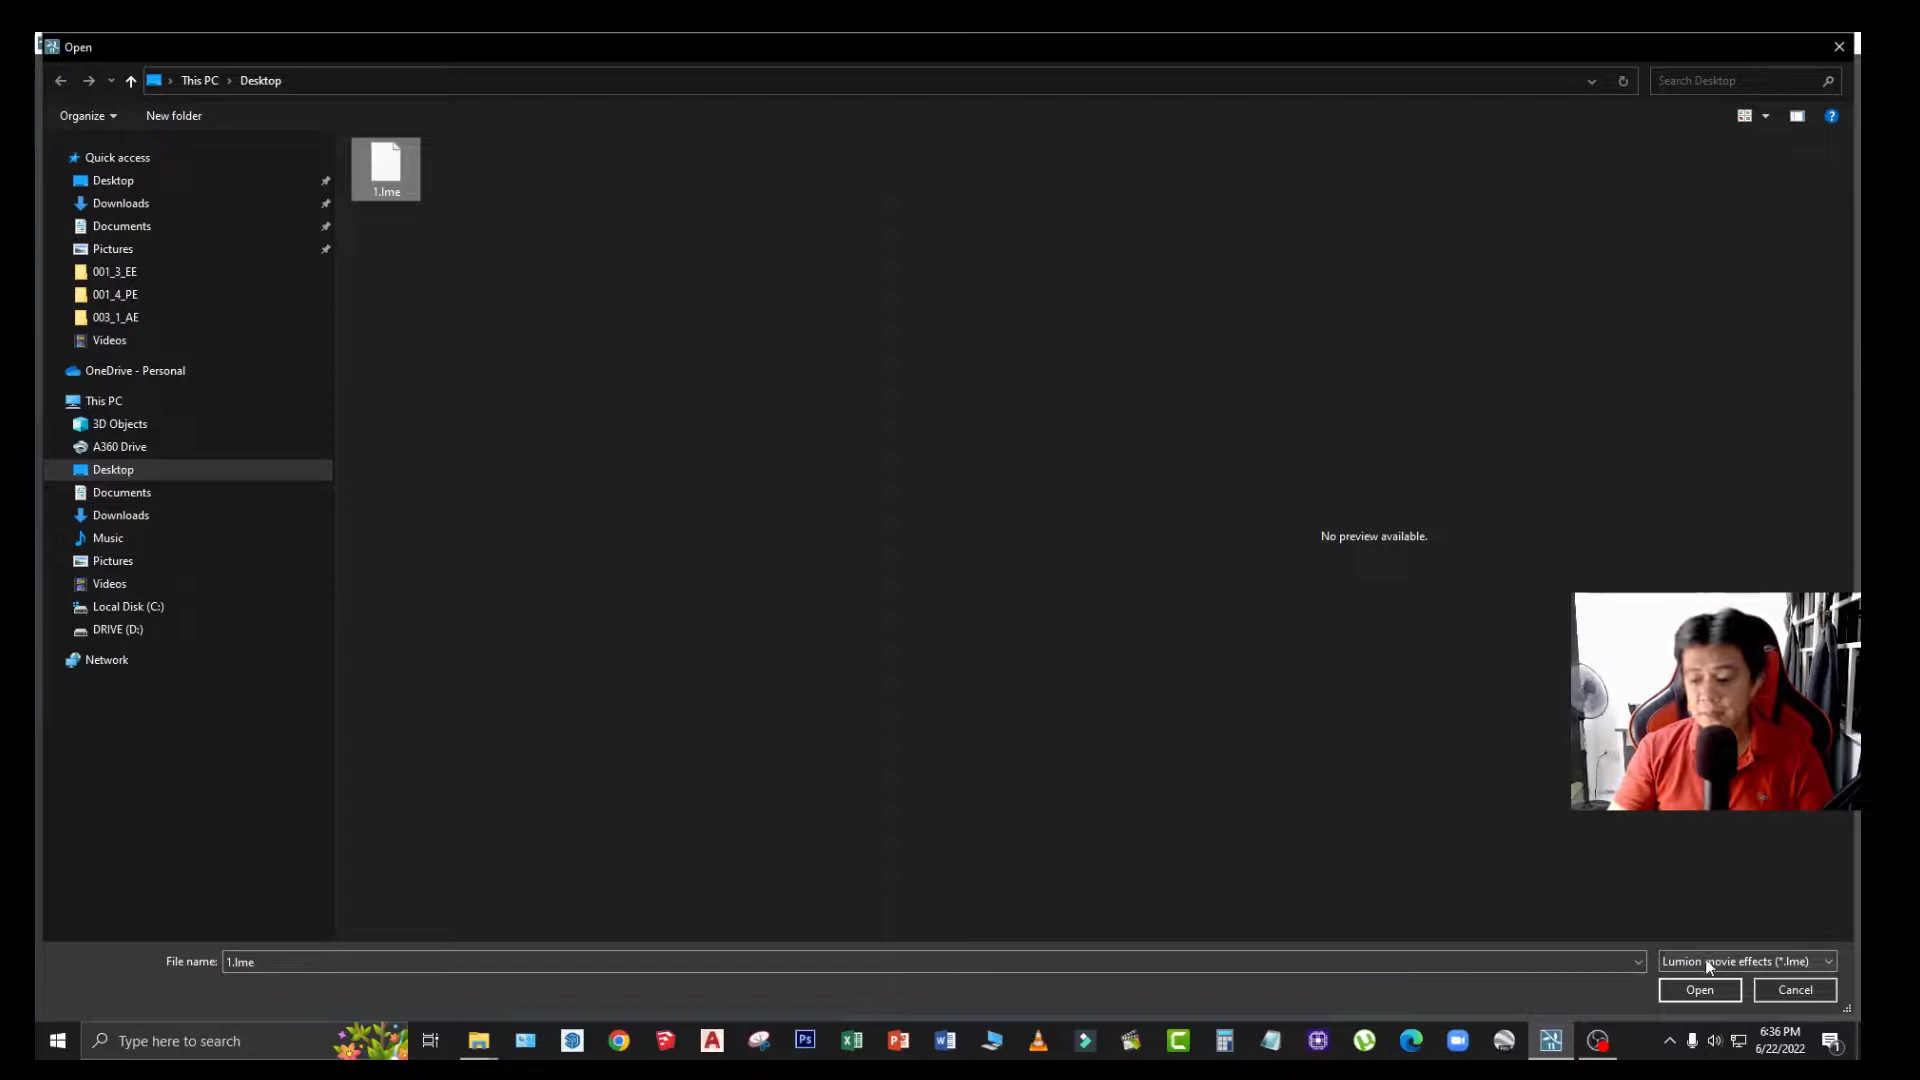 Open
This PC > Desktop
Search Desktop
Organize
New folder
Quick access
Desktop
Downloads
Documents
Pictures
001_3_EE
001_4_PE
003_1_AE
Videos
OneDrive - Personal
This PC
3D Objects
A360 Drive
Desktop
Documents
Downloads
Music
Pictures
Videos
Local Disk (C:)
DRIVE (D:)
Network
1.lme
No preview available.
File name: 1.lme
Lumion movie effects (*.lme)
Open
Cancel
Type here to search
6:36 PM
6/22/2022